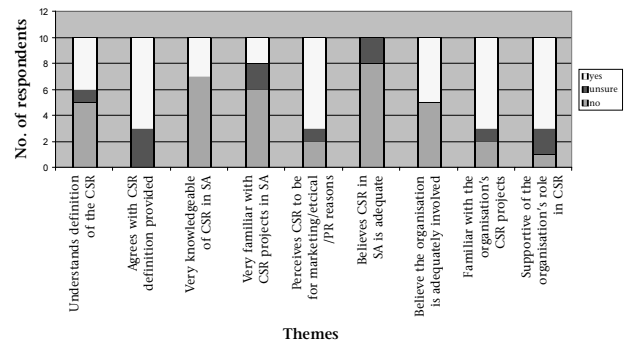 No. of respondents
12
10
8
6
4
2
0
yes
unsure
no
Understands definition
of the CSR
Agrees with CSR
definition provided
Very knowledgeable
of CSR in SA
Very familiar with
CSR projects in SA
Perceives CSR to be
for marketing/etcical
/PR reasons
Believes CSR in
SA is adequate
Believe the organisation
is adequately involved
Familiar with the
organisation's
CSR projects
Supportive of the
organisation's role
in CSR
Themes